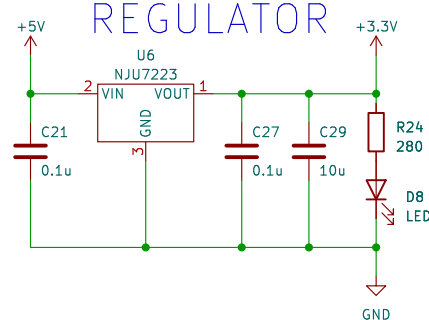 REGULATOR
+5V
+3.3V
U6
NJU7223
2
VIN
VOUT
1
GND
3
C21
0.1u
C27
0.1u
C29
10u
R24
280
D8
LED
GND